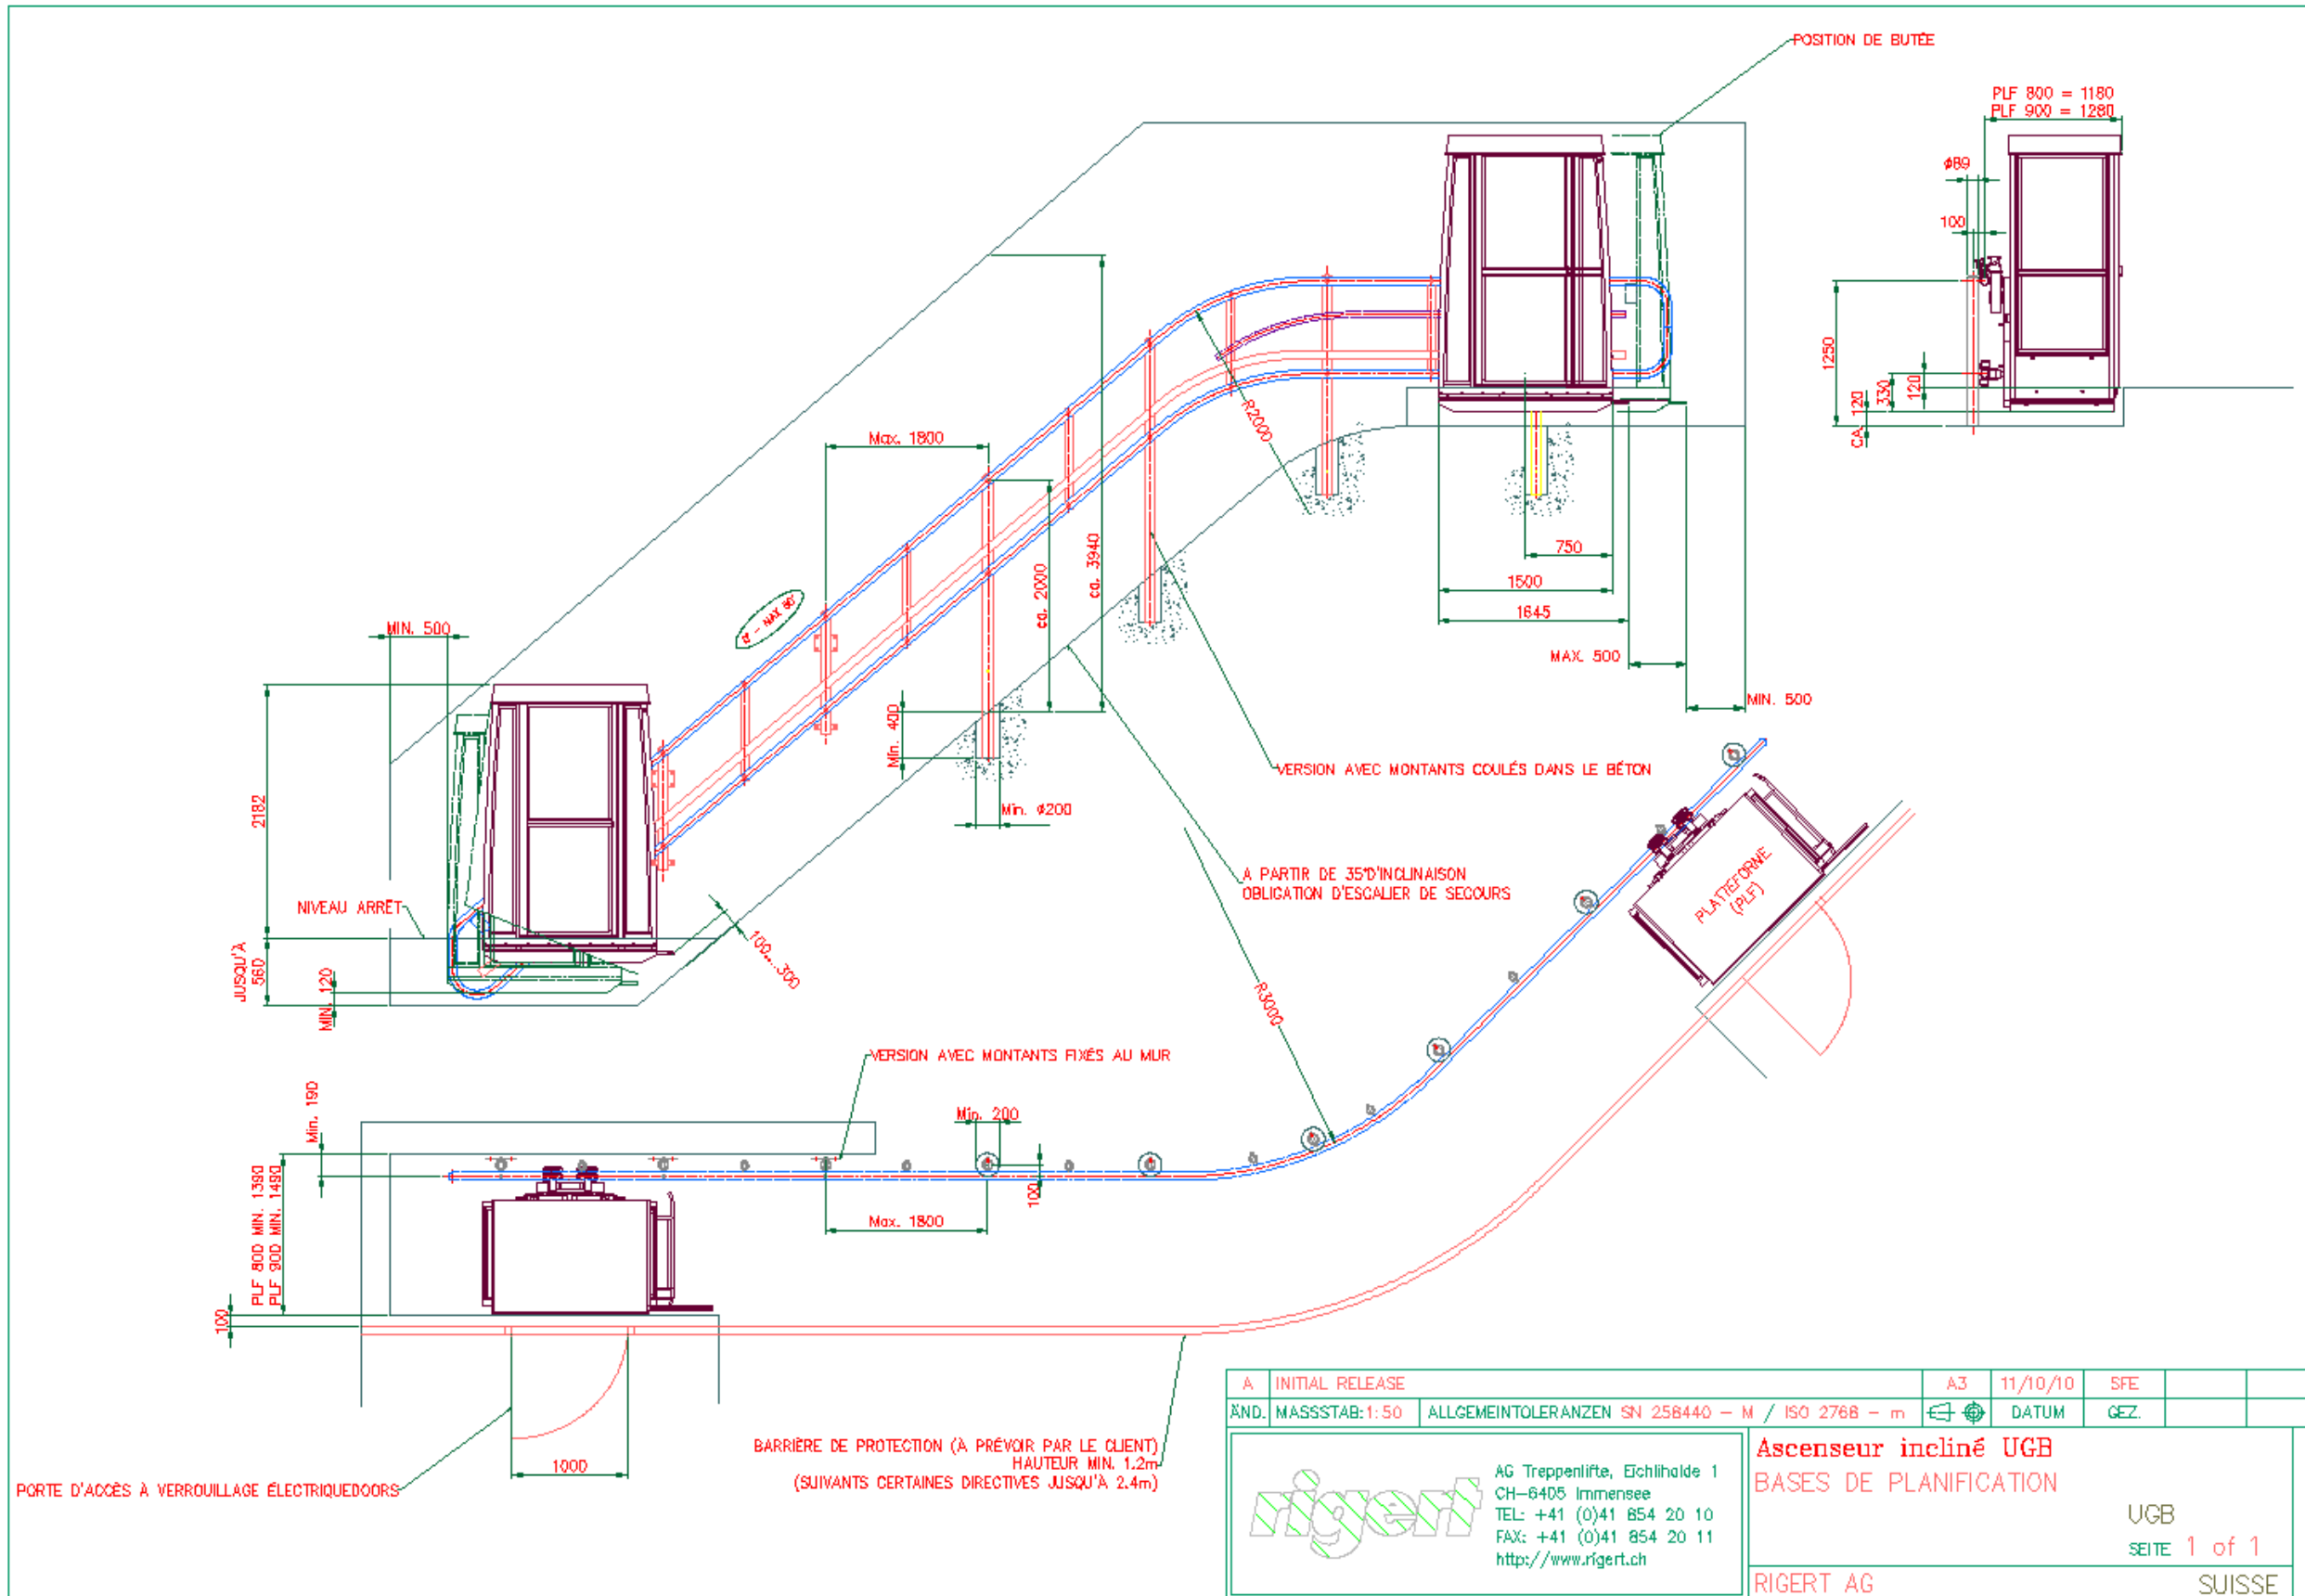 POSITION DE BUTÉE
PLF 800 = 1180
PLF 900 = 1280
ø89
100
1250
CA. 120
330
120
Max. 1800
R2000
ca. 2000
ca. 3940
Min. 400
Min. ø200
750
1500
1645
MAX. 500
MIN. 500
MIN. 500
2182
NIVEAU ARRÊT
JUSQU'À
560
MIN. 120
100...300
VERSION AVEC MONTANTS COULÉS DANS LE BÉTON
A PARTIR DE 35°D'INCLINAISON
OBLIGATION D'ESCALIER DE SECOURS
R3000
PLATTEFORME
(PLF)
VERSION AVEC MONTANTS FIXÉS AU MUR
Min. 190
Min. 200
100
Max. 1800
PLF 800 MIN. 1390
PLF 900 MIN. 1490
100
1000
PORTE D'ACCÈS À VERROUILLAGE ÉLECTRIQUEDOORS
BARRIÈRE DE PROTECTION (À PRÉVOIR PAR LE CLIENT)
HAUTEUR MIN. 1.2m
(SUIVANTS CERTAINES DIRECTIVES JUSQU'À 2.4m)
A INITIAL RELEASE A3 11/10/10 SFE
ÄND. MASSSTAB: 1:50 ALLGEMEINTOLERANZEN SN 258440 - M / ISO 2768 - m DATUM GEZ.
rigert
AG Treppenlifte, Eichlihalde 1
CH-6405 Immensee
TEL: +41 (0)41 854 20 10
FAX: +41 (0)41 854 20 11
http://www.rigert.ch
Ascenseur incliné UGB
BASES DE PLANIFICATION
UGB
SEITE 1 of 1
RIGERT AG SUISSE